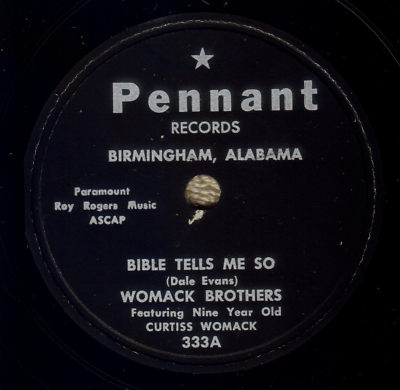 Pennant
RECORDS
BIRMINGHAM, ALABAMA
Paramount
Roy Rogers Music
ASCAP
BIBLE TELLS ME SO
(Dale Evans)
WOMACK BROTHERS
Featuring Nine Year Old
CURTISS WOMACK
333A